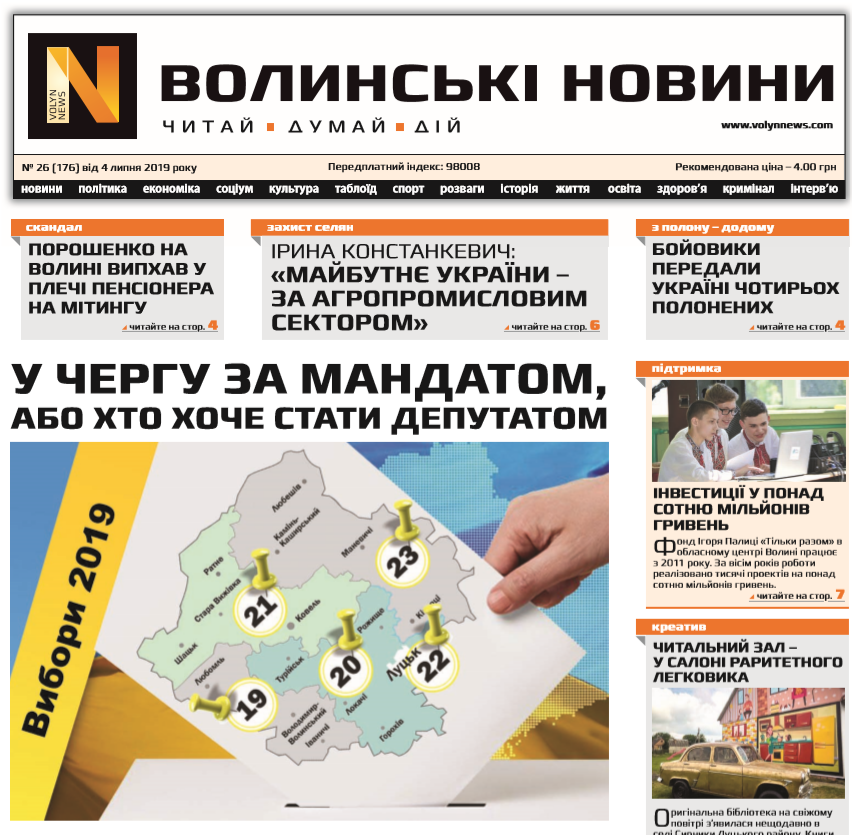 VOLYN
NEWS
ВОЛИНСЬКІ НОВИНИ
ЧИТАЙ ▪ ДУМАЙ ▪ ДІЙ
www.volynnews.com
№ 26 (176) від 4 липня 2019 року
Передплатний індекс: 98008
Рекомендована ціна – 4.00 грн
новини політика економіка соціум культура таблоїд спорт розваги історія життя освіта здоров'я кримінал інтерв'ю
скандал
ПОРОШЕНКО НА
ВОЛИНІ ВИПХАВ У
ПЛЕЧІ ПЕНСІОНЕРА
НА МІТИНГУ
читайте на стор. 4
захист селян
ІРИНА КОНСТАНКЕВИЧ:
«МАЙБУТНЄ УКРАЇНИ –
ЗА АГРОПРОМИСЛОВИМ
СЕКТОРОМ»
читайте на стор. 6
з полону – додому
БОЙОВИКИ
ПЕРЕДАЛИ
УКРАЇНІ ЧОТИРЬОХ
ПОЛОНЕНИХ
читайте на стор. 4
У ЧЕРГУ ЗА МАНДАТОМ,
АБО ХТО ХОЧЕ СТАТИ ДЕПУТАТОМ
Вибори 2019
Любешів
Камінь-
Каширський
Маневичі
23
Ратне
Стара Вижівка
21
Ковель
Рожище
Шацьк
Любомль
Турійськ
20
Луцьк
22
19
Локачі
Володимир-
Волинський
Іваничі
Горохів
підтримка
ІНВЕСТИЦІЇ У ПОНАД
СОТНЮ МІЛЬЙОНІВ
ГРИВЕНЬ
Фонд Ігоря Палиці «Тільки разом» в
обласному центрі Волині працює
з 2011 року. За вісім років роботи
реалізовано тисячі проектів на понад
сотню мільйонів гривень.
читайте на стор. 7
креатив
ЧИТАЛЬНИЙ ЗАЛ –
У САЛОНІ РАРИТЕТНОГО
ЛЕГКОВИКА
Оригінальна бібліотека на свіжому
повітрі з'явилася нещодавно в
селі Сирники Луцького району. Книги